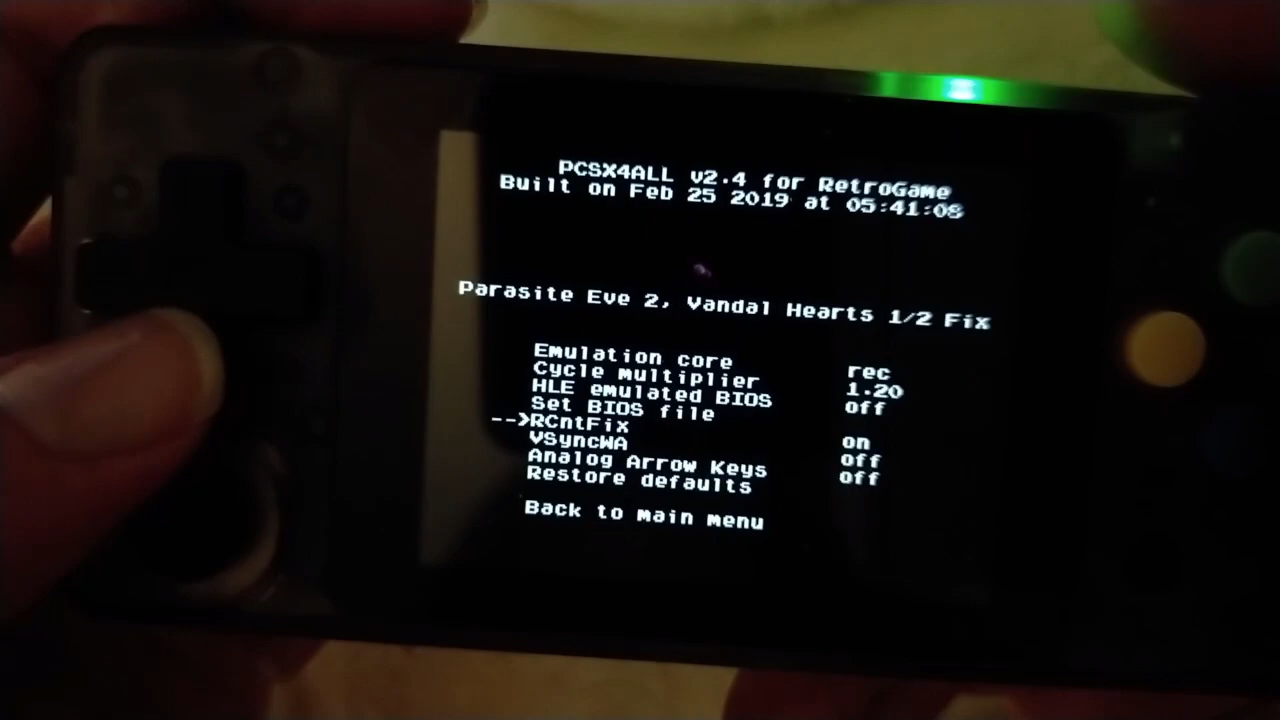 PCSX4ALL v2.4 for RetroGame
Built on Feb 25 2019 at 05:41:08
Parasite Eve 2, Vandal Hearts 1/2 Fix
Emulation core rec
Cycle multiplier 1.20
HLE emulated BIOS off
Set BIOS file
-->RCntFix on
VSyncWA off
Analog Arrow Keys off
Restore defaults
Back to main menu